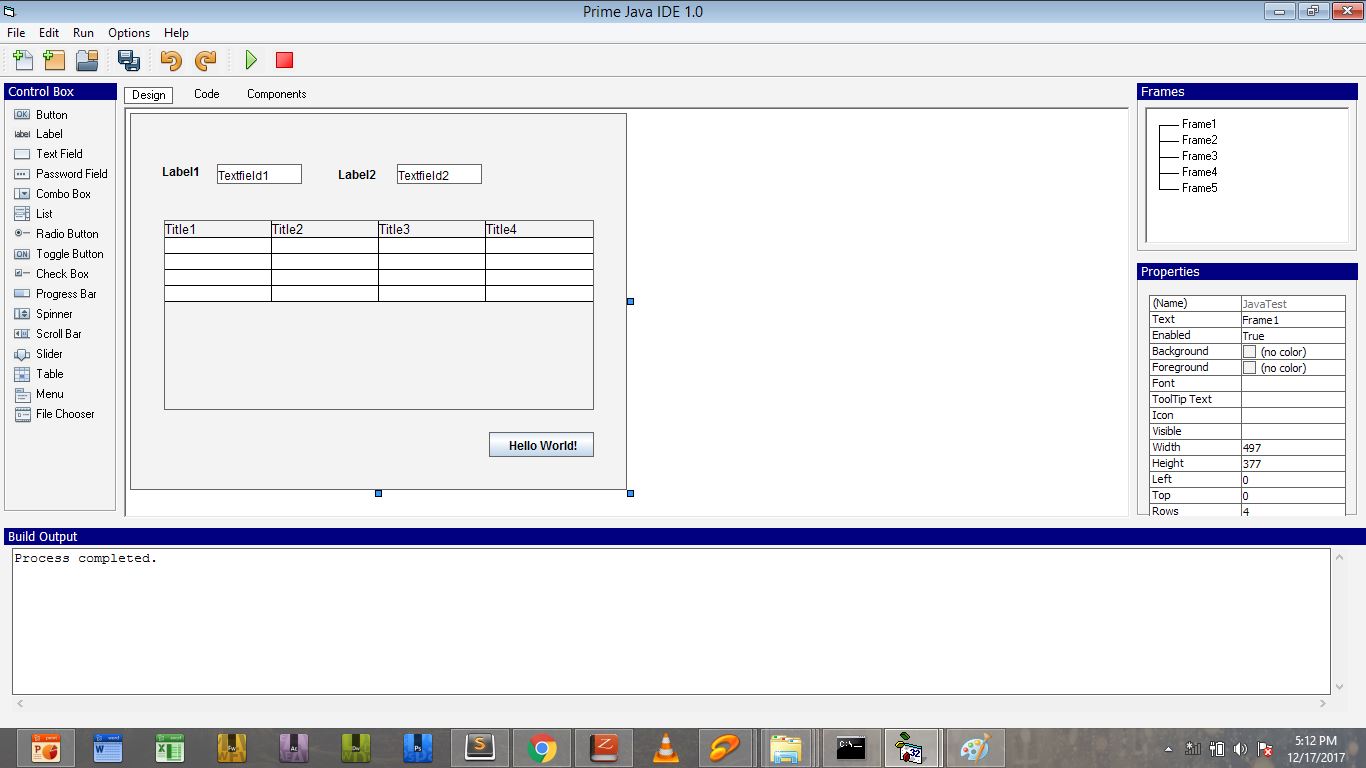 Prime Java IDE 1.0
File Edit Run Options Help
Control Box
OK Button
label Label
Text Field
Password Field
Combo Box
List
Radio Button
ON Toggle Button
Check Box
Progress Bar
Spinner
Scroll Bar
Slider
Table
Menu
File Chooser
Design Code Components
Label1 Textfield1 Label2 Textfield2
Title1 Title2 Title3 Title4
Hello World!
Frames
Frame1
Frame2
Frame3
Frame4
Frame5
Properties
(Name) JavaTest
Text Frame1
Enabled True
Background (no color)
Foreground (no color)
Font
ToolTip Text
Icon
Visible
Width 497
Height 377
Left 0
Top 0
Rows 4
Build Output
Process completed.
5:12 PM
12/17/2017